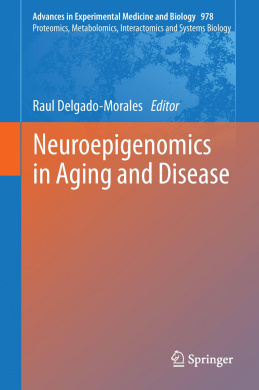 Advances in Experimental Medicine and Biology 978
Proteomics, Metabolomics, Interactomics and Systems Biology
Raul Delgado-Morales Editor
Neuroepigenomics
in Aging and Disease
Springer